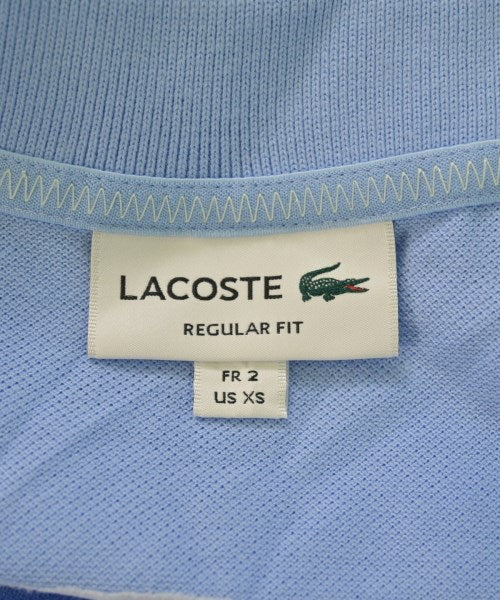 LACOSTE
REGULAR FIT
FR 2
US XS